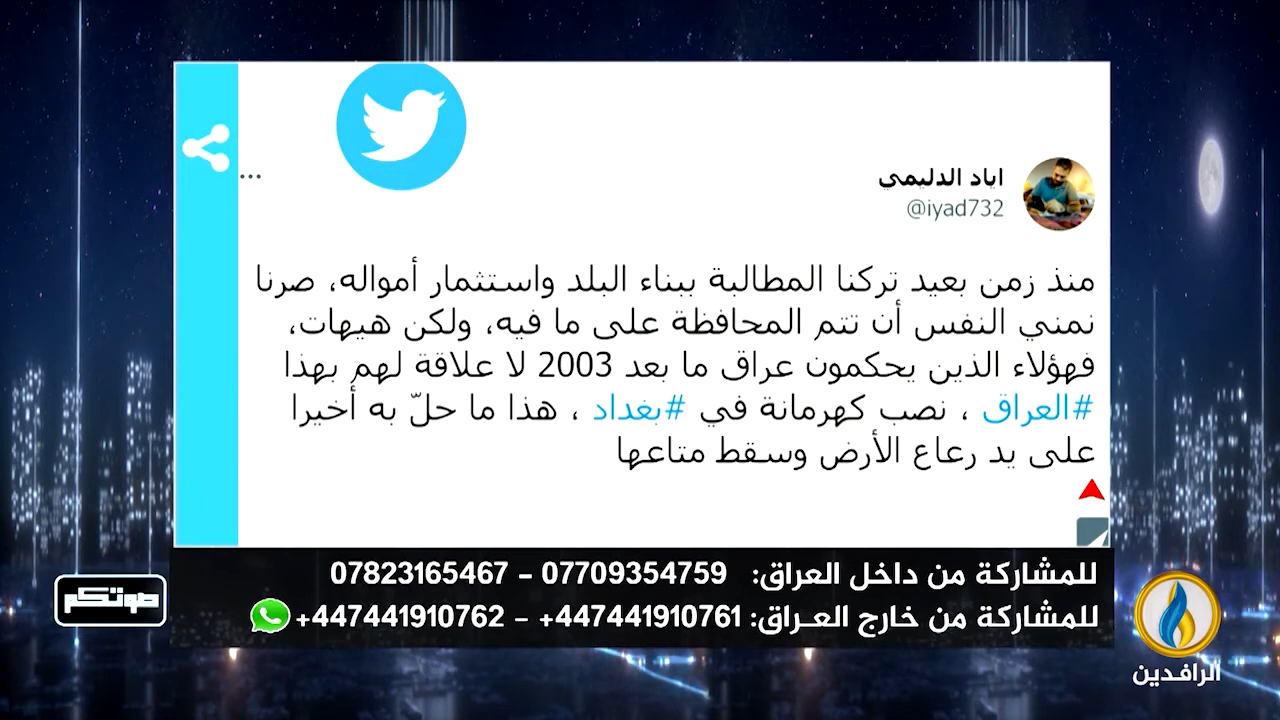 اياد الدليمي
@iyad732
...
منذ زمن بعيد تركنا المطالبة ببناء البلد واستثمار أمواله، صرنا
نمني النفس أن تتم المحافظة على ما فيه، ولكن هيهات،
فهؤلاء الذين يحكمون عراق ما بعد 2003 لا علاقة لهم بهذا
#العراق ، نصب كهرمانة في #بغداد ، هذا ما حلّ به أخيرا
على يد رعاع الأرض وسقط متاعها
للمشاركة من داخل العراق: 07709354759 - 07823165467
للمشاركة من خارج العـراق: 447441910761+ - 447441910762+
صوتكم
الرافدين